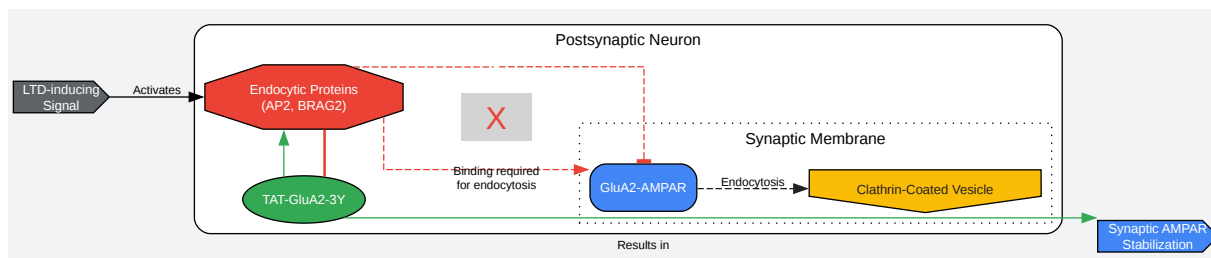 Postsynaptic Neuron
LTD-inducing
Signal
Activates
Endocytic Proteins
(AP2, BRAG2)
X
Synaptic Membrane
Binding required
for endocytosis
TAT-GluA2-3Y
GluA2-AMPAR
Endocytosis
Clathrin-Coated Vesicle
Results in
Synaptic AMPAR
Stabilization